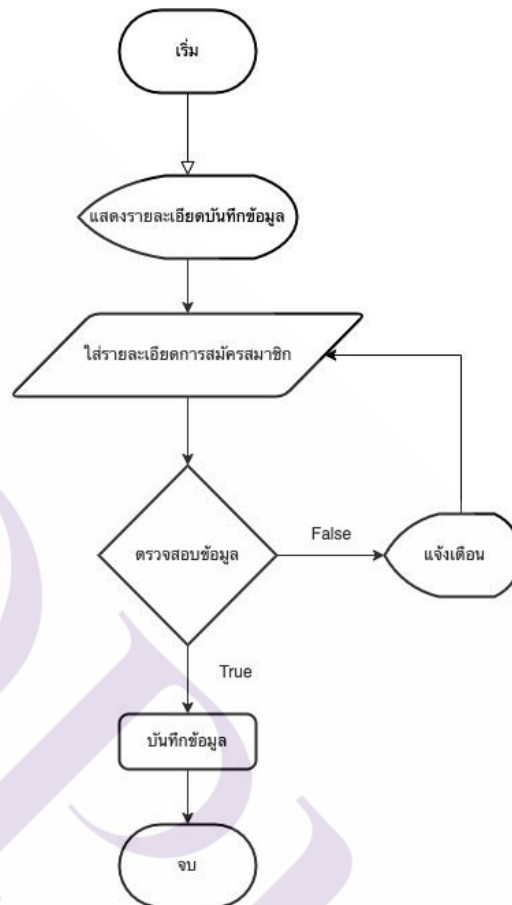 เริ่ม
แสดงรายละเอียดบันทึกข้อมูล
ใส่รายละเอียดการสมัครสมาชิก
ตรวจสอบข้อมูล
False
แจ้งเตือน
True
บันทึกข้อมูล
จบ